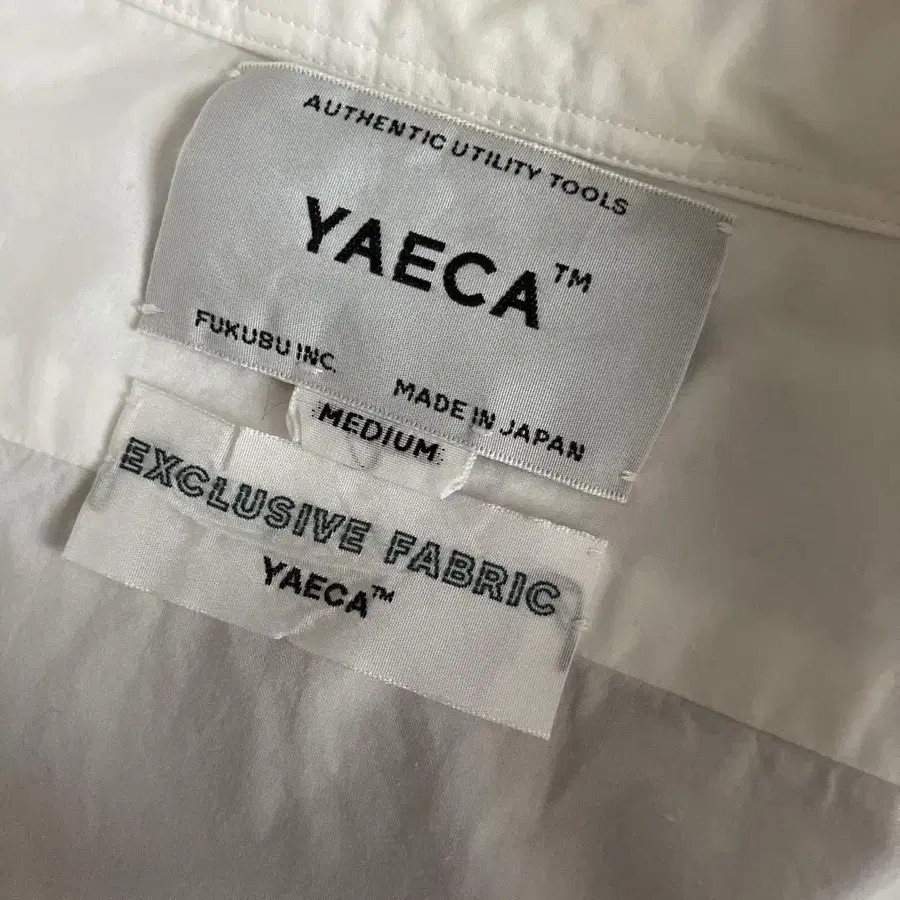 AUTHENTIC UTILITY TOOLS
YAECA™
FUKUBU INC.
MADE IN JAPAN
MEDIUM
EXCLUSIVE FABRIC
YAECA™